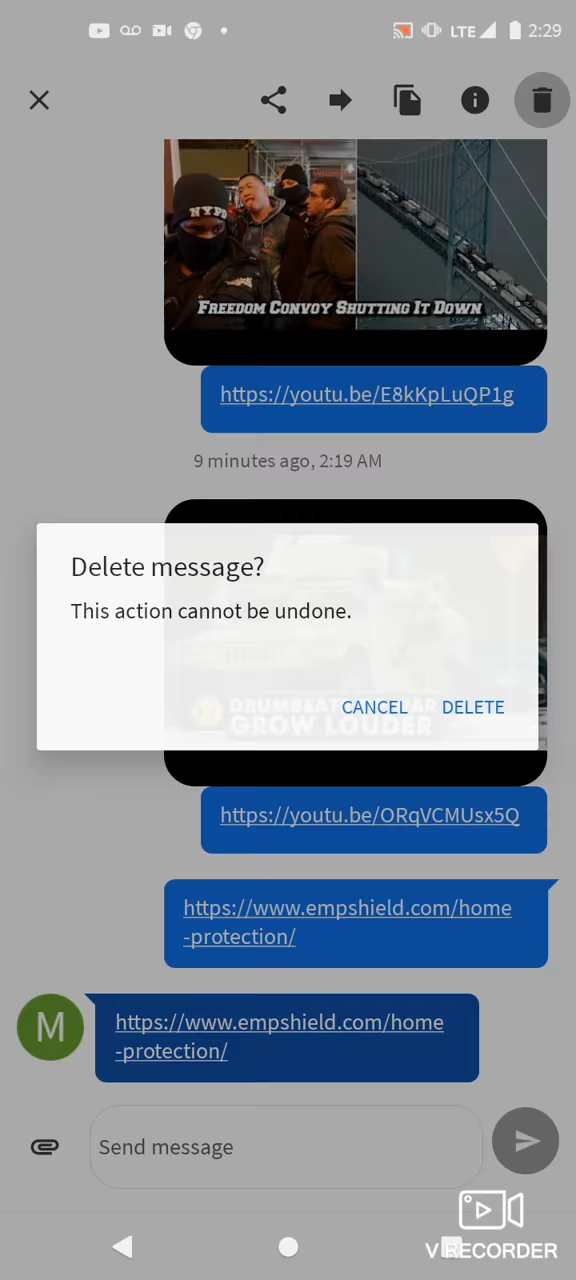 LTE 2:29
NYPD
FREEDOM CONVOY SHUTTING IT DOWN
https://youtu.be/E8kKpLuQP1g
9 minutes ago, 2:19 AM
Delete message?
This action cannot be undone.
CANCEL DELETE
GROW LOUDER
https://youtu.be/ORqVCMUsx5Q
https://www.empshield.com/home
-protection/
M
https://www.empshield.com/home
-protection/
Send message
V RECORDER